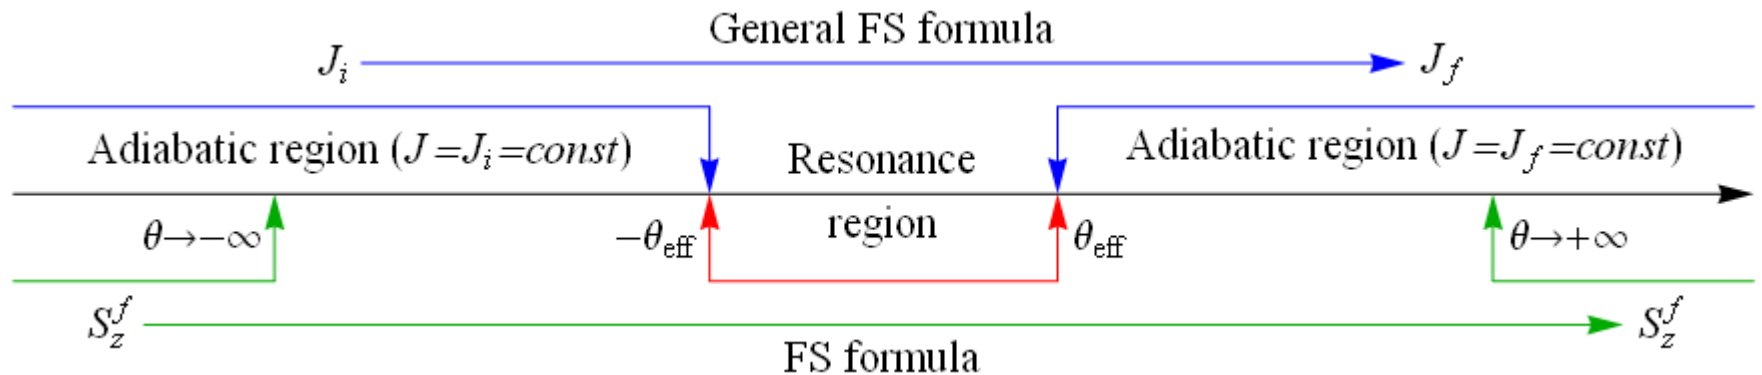 General FS formula
J_i J_f
Adiabatic region (J=J_i=const) Resonance Adiabatic region (J=J_f=const)
θ→−∞ −θ_eff region θ_eff θ→+∞
S_z^f S_z^f
FS formula